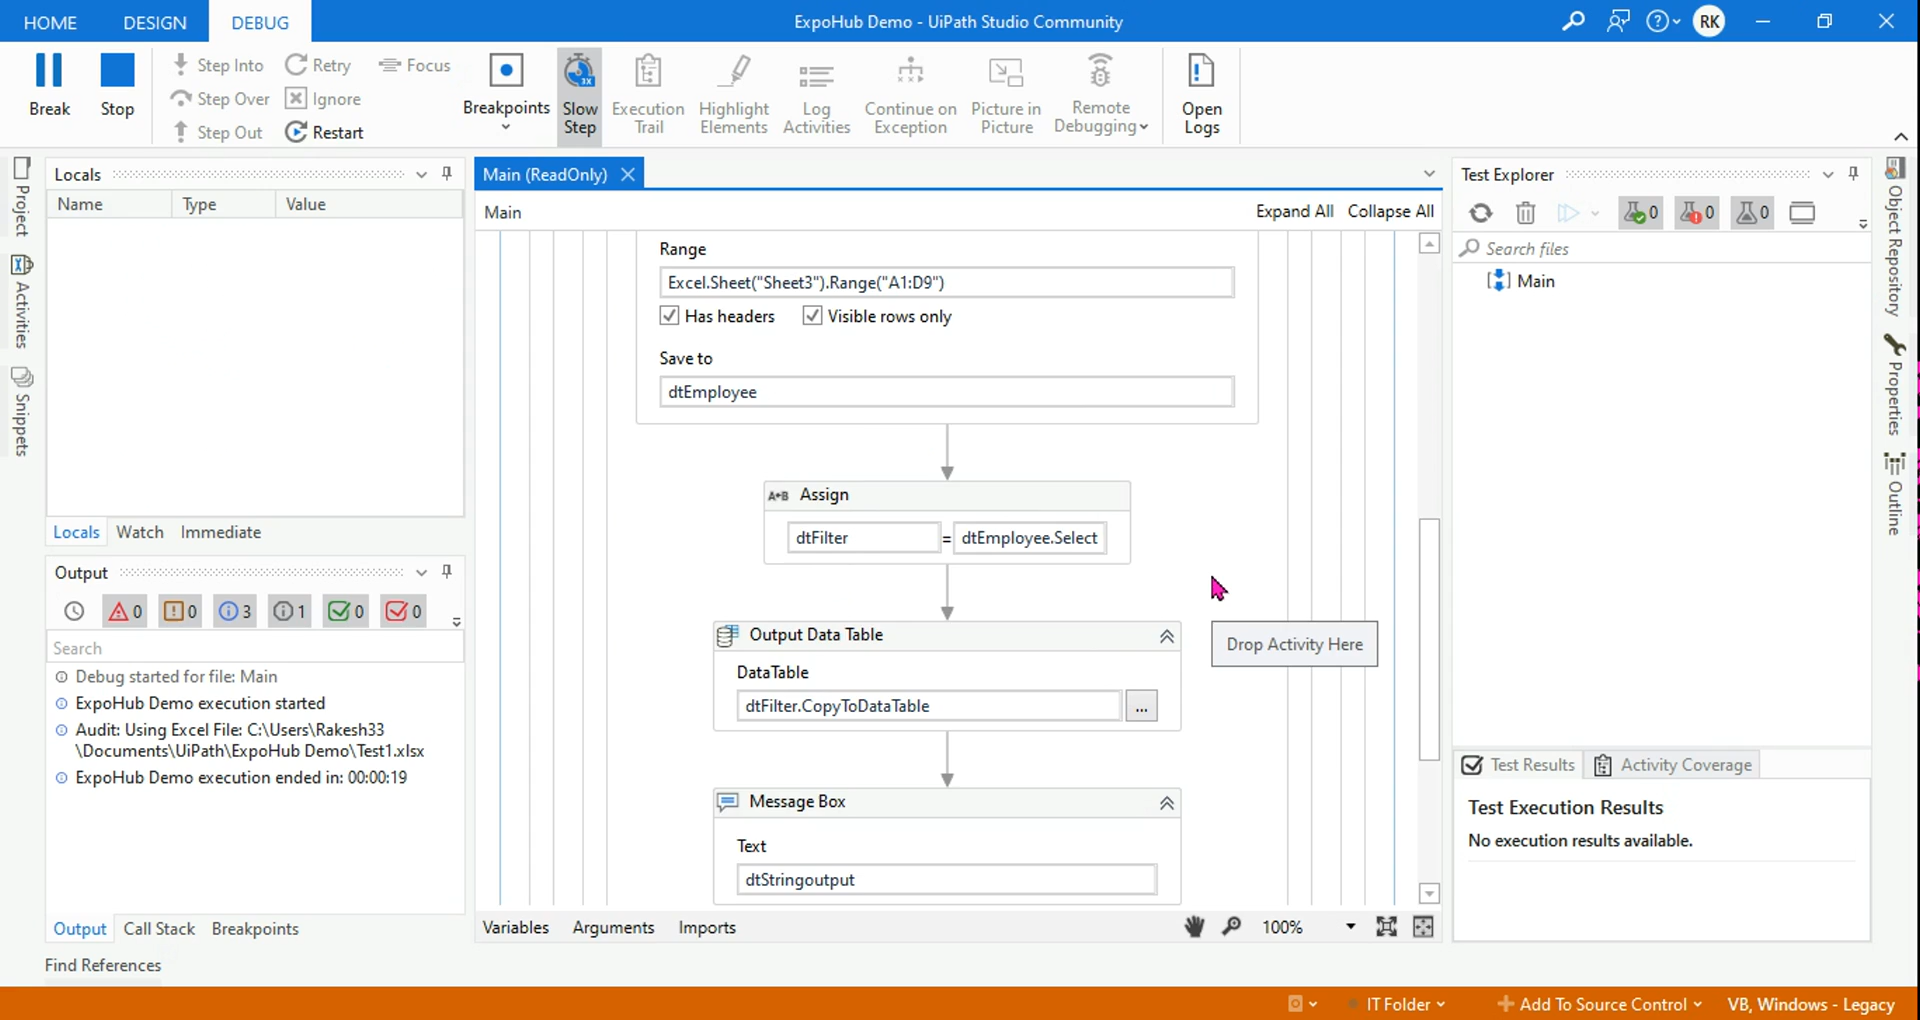 HOME DESIGN DEBUG ExpoHub Demo - UiPath Studio Community RK
Break
Stop
Step Into
Step Over
Step Out
Retry
Ignore
Restart
Focus
Breakpoints
Slow
Step
Execution
Trail
Highlight
Elements
Log
Activities
Continue on
Exception
Picture in
Picture
Remote
Debugging
Open
Logs
Project
Activities
Snippets
Locals
Name Type Value
Locals Watch Immediate
Output
0 0 3 1 0 0
Search
Debug started for file: Main
ExpoHub Demo execution started
Audit: Using Excel File: C:\Users\Rakesh33
\Documents\UiPath\ExpoHub Demo\Test1.xlsx
ExpoHub Demo execution ended in: 00:00:19
Output Call Stack Breakpoints
Find References
Main (ReadOnly)
Main Expand All Collapse All
Range
Excel.Sheet("Sheet3").Range("A1:D9")
Has headers Visible rows only
Save to
dtEmployee
A+B Assign
dtFilter = dtEmployee.Select
Output Data Table
DataTable
dtFilter.CopyToDataTable ...
Drop Activity Here
Message Box
Text
dtStringoutput
Variables Arguments Imports 100%
Test Explorer
0 0 0
Search files
Main
Test Results Activity Coverage
Test Execution Results
No execution results available.
Object Repository
Properties
Outline
IT Folder Add To Source Control VB, Windows - Legacy